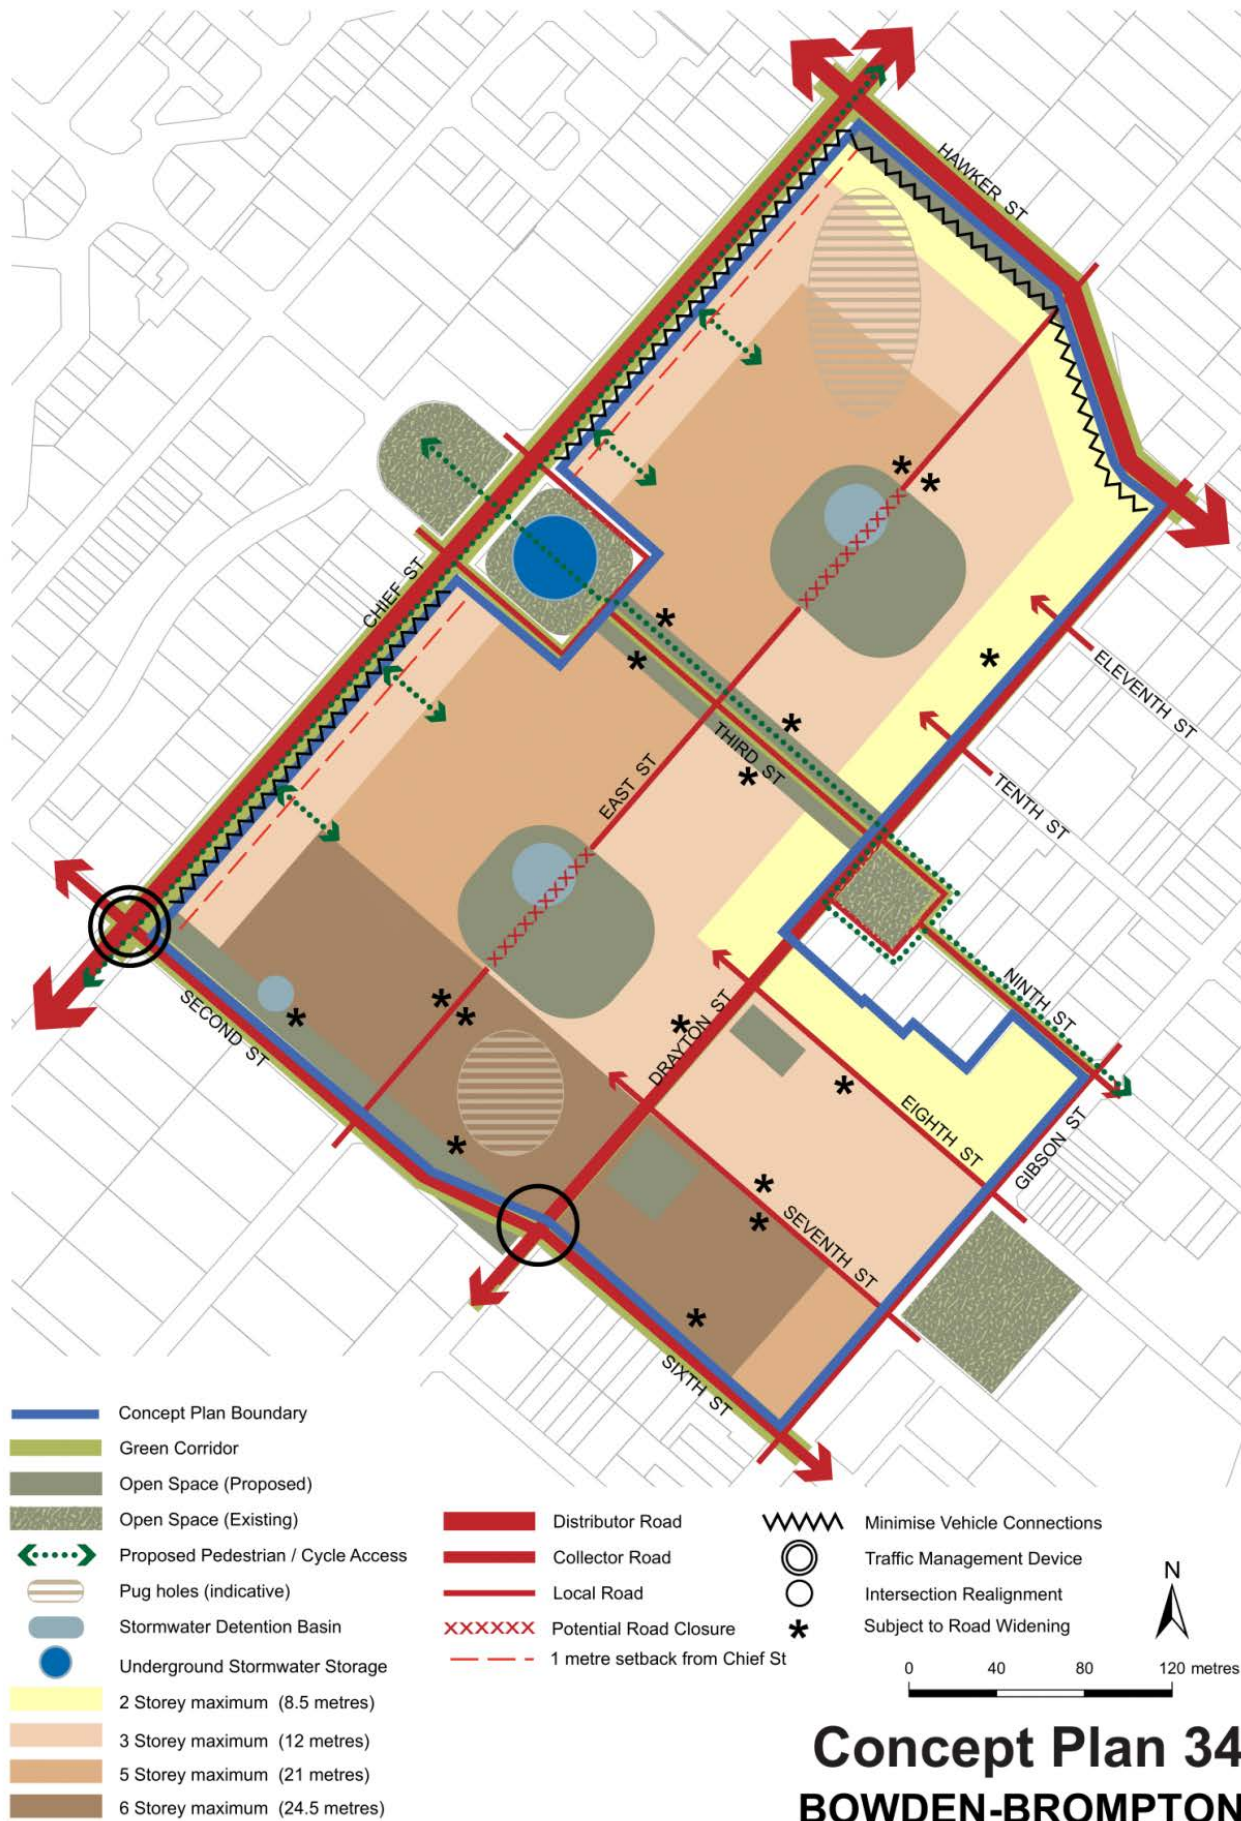 HAWKER ST
CHIEF ST
ELEVENTH ST
THIRD ST
EAST ST
TENTH ST
NINTH ST
SECOND ST
DRAYTON ST
EIGHTH ST
GIBSON ST
SEVENTH ST
SIXTH ST
Concept Plan Boundary
Green Corridor
Open Space (Proposed)
Open Space (Existing)
Proposed Pedestrian / Cycle Access
Pug holes (indicative)
Stormwater Detention Basin
Underground Stormwater Storage
2 Storey maximum (8.5 metres)
3 Storey maximum (12 metres)
5 Storey maximum (21 metres)
6 Storey maximum (24.5 metres)
Distributor Road
Collector Road
Local Road
Potential Road Closure
1 metre setback from Chief St
Minimise Vehicle Connections
Traffic Management Device
Intersection Realignment
Subject to Road Widening
N
0 40 80 120 metres
Concept Plan 34
BOWDEN-BROMPTON